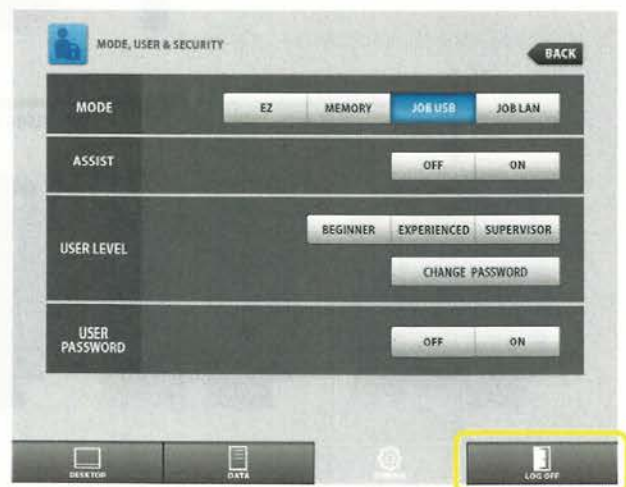 MODE, USER & SECURITY
BACK
MODE
EZ
MEMORY
JOB USB
JOB LAN
ASSIST
OFF
ON
USER LEVEL
BEGINNER
EXPERIENCED
SUPERVISOR
CHANGE PASSWORD
USER
PASSWORD
OFF
ON
DESKTOP
DATA
LOG OFF